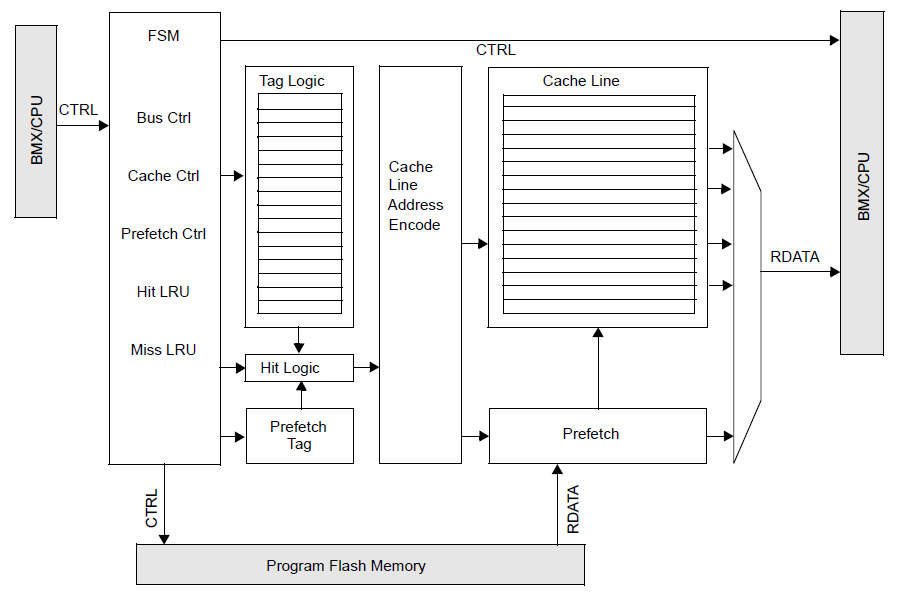 FSM
CTRL
BMX/CPU
CTRL
Bus Ctrl
Cache Ctrl
Prefetch Ctrl
Hit LRU
Miss LRU
Tag Logic
Hit Logic
Prefetch
Tag
Cache
Line
Address
Encode
Cache Line
Prefetch
RDATA
BMX/CPU
CTRL
RDATA
Program Flash Memory